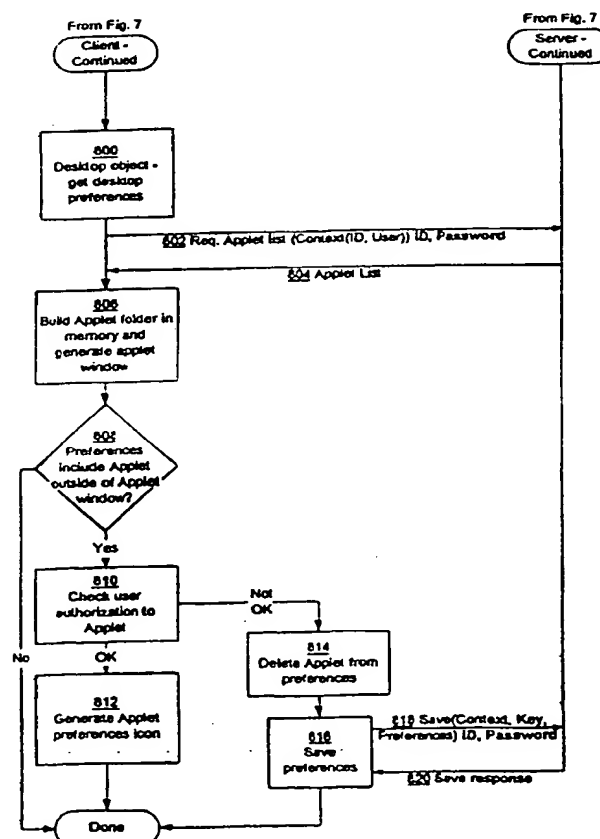 From Fig. 7
Client -
Continued
From Fig. 7
Server -
Continued
800
Desktop object -
get desktop
preferences
802 Req. Applet list (Context(ID, User)) ID, Password
804 Applet List
806
Build Applet folder in
memory and
generate applet
window
808
Preferences
include Applet
outside of Applet
window?
Yes
No
810
Check user
authorization to
Applet
Not
OK
OK
814
Delete Applet from
preferences
812
Generate Applet
preferences icon
816
Save
preferences
818 Save(Context, Key,
Preferences) ID, Password
820 Save response
Done